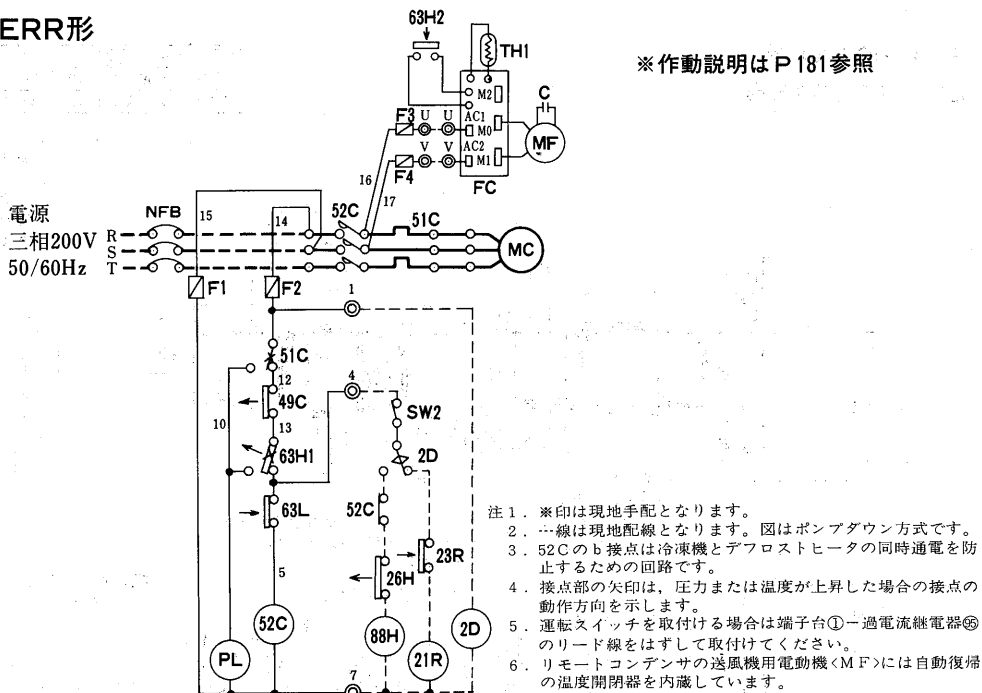 ERR形
63H2
TH1
※作動説明はP181参照
M2
C
F3 U U AC1
M0
MF
V V AC2
M1
F4
FC
16
17
電源
三相200V
50/60Hz
NFB
15
14
52C
51C
R
S
T
MC
F1
F2
1
51C
12
4
49C
SW2
10
13
63H1
2D
63L
52C
23R
5
26H
52C
88H
2D
PL
21R
7
注1．※印は現地手配となります。
2．---線は現地配線となります。図はポンプダウン方式です。
3．52Cのb接点は冷凍機とデフロストヒータの同時通電を防
止するための回路です。
4．接点部の矢印は，圧力または温度が上昇した場合の接点の
動作方向を示します。
5．運転スイッチを取付ける場合は端子台①－過電流継電器�95
のリード線をはずして取付けてください。
6．リモートコンデンサの送風機用電動機〈MF〉には自動復帰
の温度開閉器を内蔵しています。